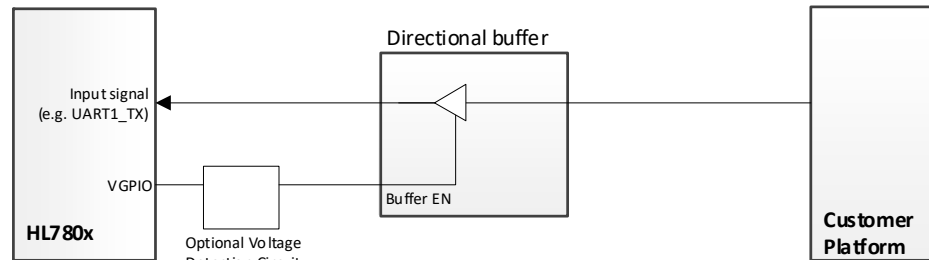 Directional buffer
Input signal
(e.g. UART1_TX)
VGPIO
Buffer EN
HL780x
Optional Voltage
Customer
Platform